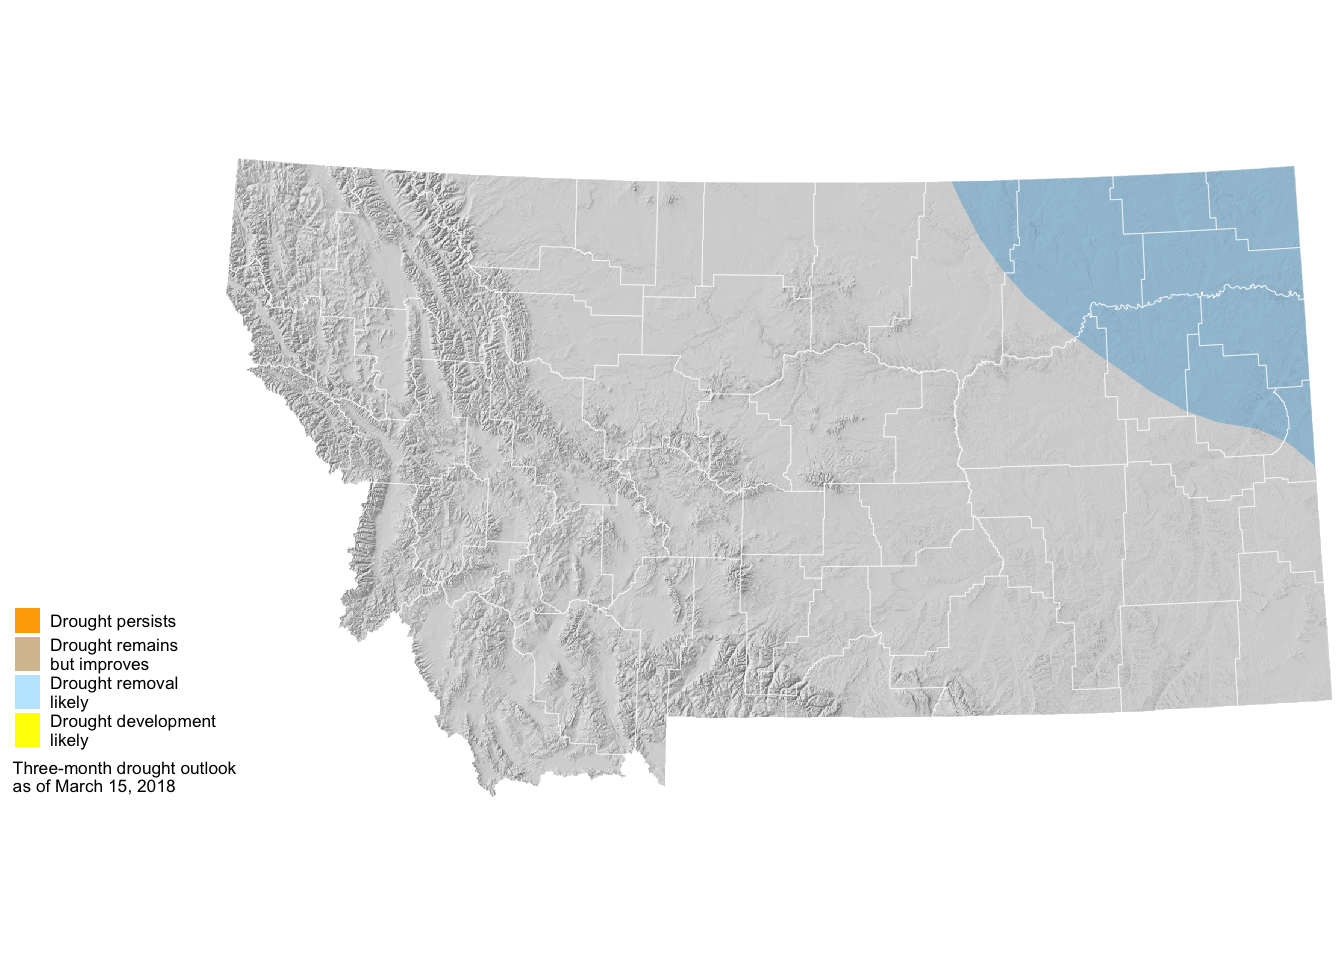 Drought persists
Drought remains
but improves
Drought removal
likely
Drought development
likely
Three-month drought outlook
as of March 15, 2018